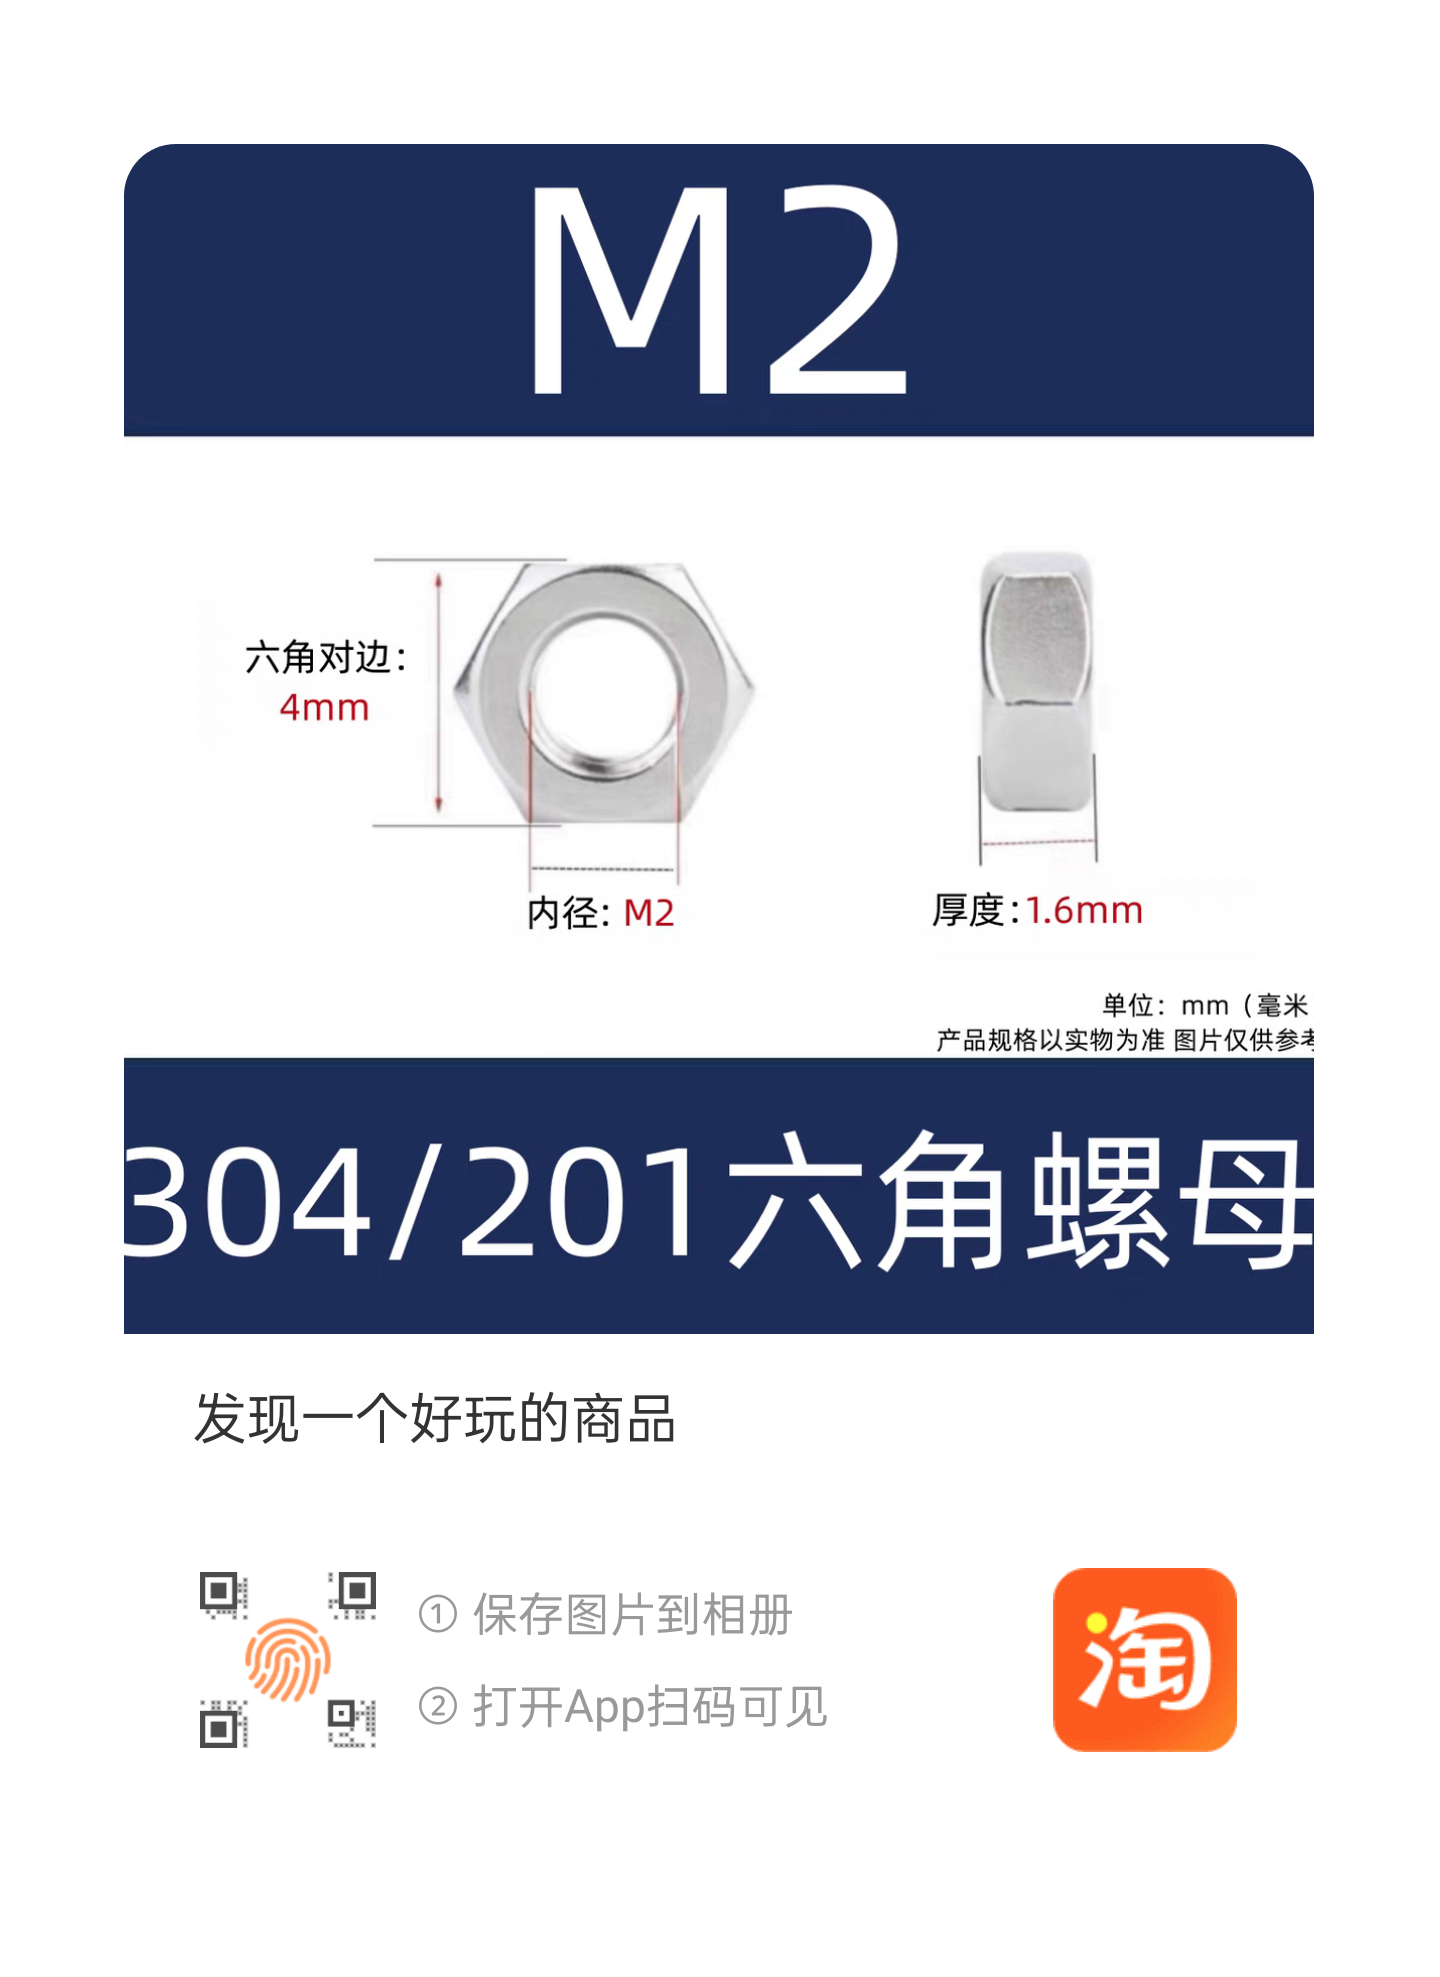 M2
六角对边：
4mm
内径: M2
厚度：1.6mm
单位：mm（毫米
产品规格以实物为准 图片仅供参考
304/201六角螺母
发现一个好玩的商品
① 保存图片到相册
② 打开App扫码可见
淘